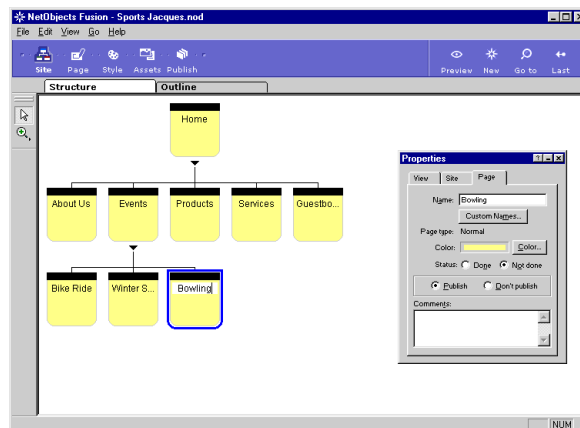 NetObjects Fusion - Sports Jacques.nod
File Edit View Go Help
Site Page Style Assets Publish Preview New Go to Last
Structure Outline
Home
About Us Events Products Services Guestbo...
Bike Ride Winter S... Bowling
Properties
View Site Page
Name: Bowling
Custom Names...
Page type: Normal
Color: Color...
Status: Done Not done
Publish Don't publish
Comments:
NUM